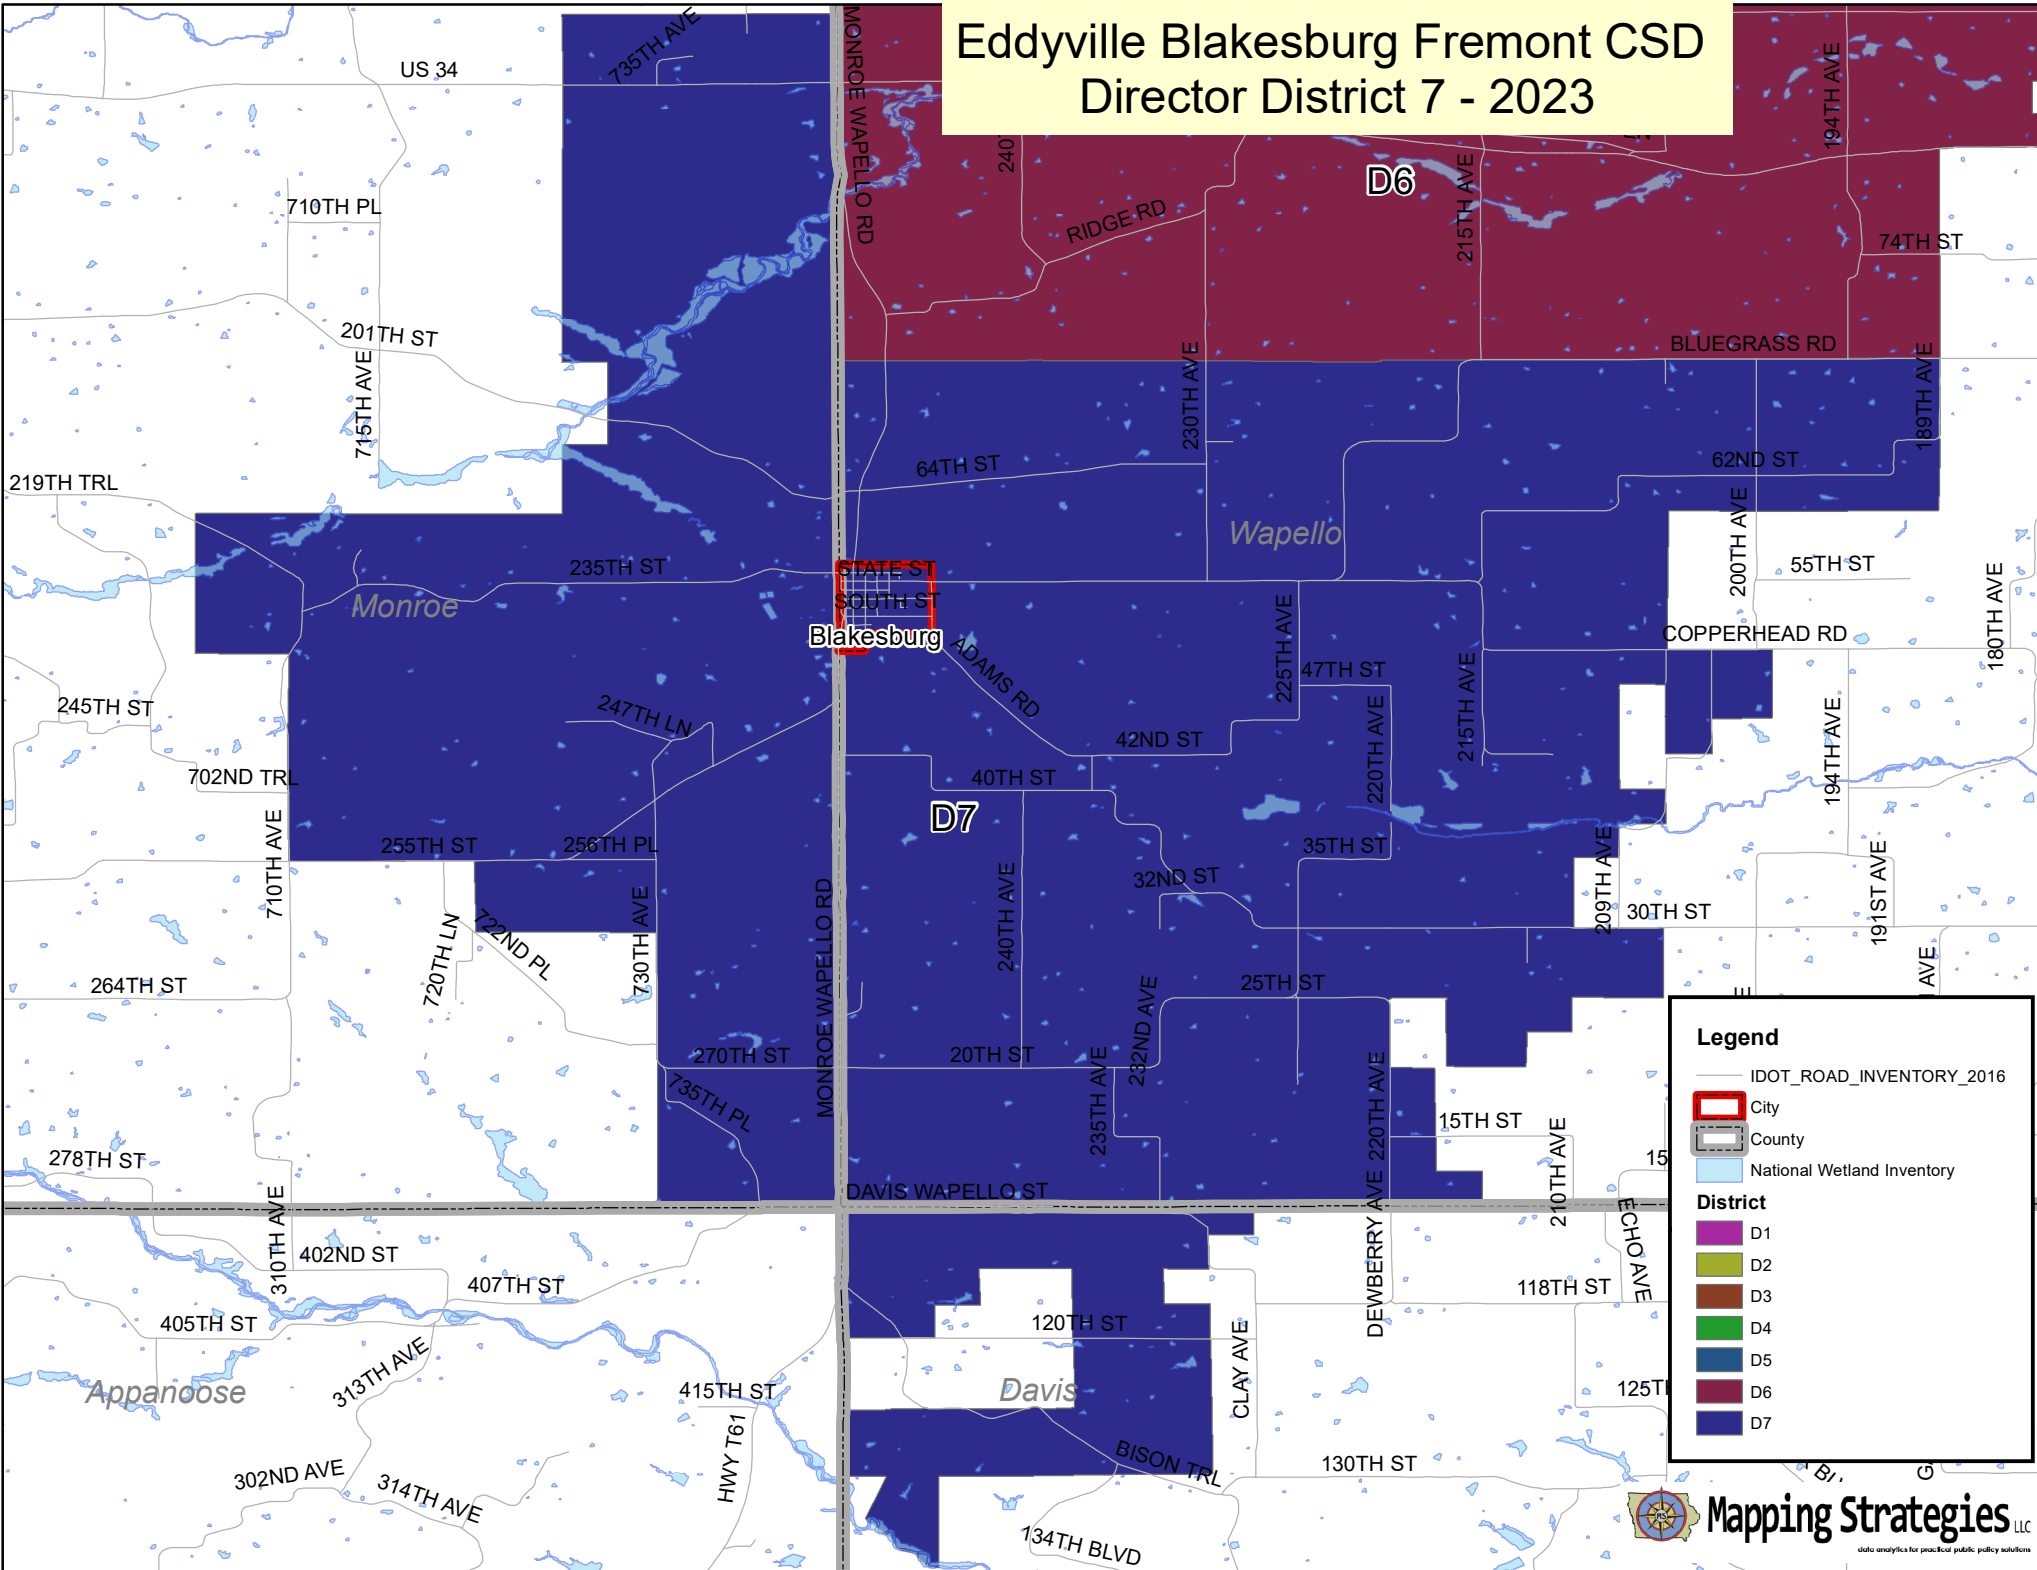 Eddyville Blakesburg Fremont CSD
Director District 7 - 2023
US 34
735TH AVE
MONROE WAPELLO RD
194TH AVE
D6
710TH PL
RIDGE RD
215TH AVE
74TH ST
201TH ST
715TH AVE
BLUEGRASS RD
230TH AVE
189TH AVE
64TH ST
62ND ST
219TH TRL
Wapello
200TH AVE
235TH ST
STATE ST
55TH ST
Monroe
SOUTH ST
Blakesburg
ADAMS RD
225TH AVE
COPPERHEAD RD
180TH AVE
47TH ST
215TH AVE
245TH ST
247TH LN
220TH AVE
42ND ST
194TH AVE
702ND TRL
40TH ST
D7
710TH AVE
255TH ST
256TH PL
35TH ST
209TH AVE
32ND ST
191ST AVE
30TH ST
720TH LN
722ND PL
730TH AVE
MONROE WAPELLO RD
240TH AVE
264TH ST
25TH ST
232ND AVE
270TH ST
20TH ST
235TH AVE
220TH AVE
735TH PL
15TH ST
210TH AVE
278TH ST
DAVIS WAPELLO ST
310TH AVE
DEWBERRY AVE
ECHO AVE
402ND ST
407TH ST
118TH ST
405TH ST
120TH ST
313TH AVE
CLAY AVE
Appanoose
415TH ST
Davis
HWY T61
302ND AVE
314TH AVE
BISON TRL
130TH ST
134TH BLVD
Legend
IDOT_ROAD_INVENTORY_2016
City
County
National Wetland Inventory
District
D1
D2
D3
D4
D5
D6
D7
MS
Mapping Strategies LLC
data analytics for practical public policy solutions